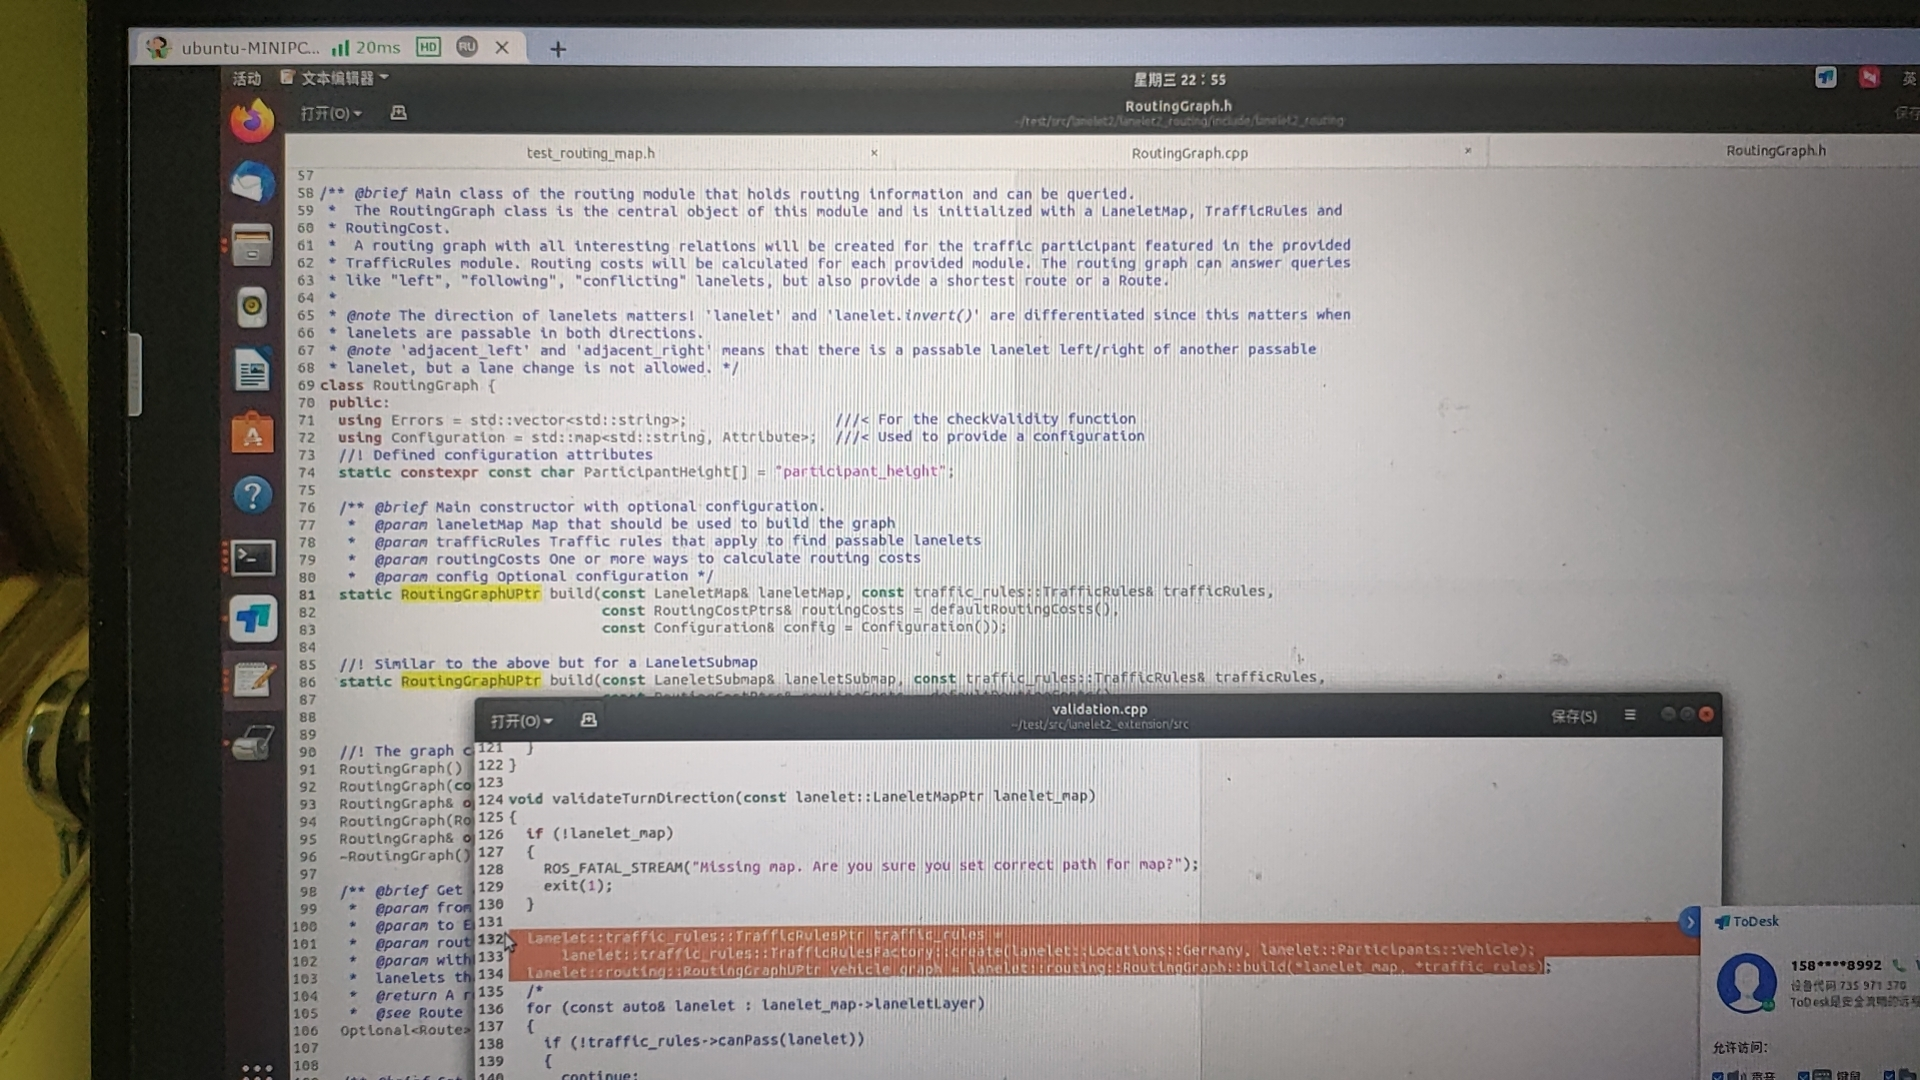 ubuntu-MINIPC... 20ms HD RU
活动 文本编辑器
星期三 22：55
英
打开(O)
RoutingGraph.h
~/test/src/lanelet2/lanelet2_routing/include/lanelet2_routing
test_routing_map.h
RoutingGraph.cpp
RoutingGraph.h
57
58 /** @brief Main class of the routing module that holds routing information and can be queried.
59 *  The RoutingGraph class is the central object of this module and is initialized with a LaneletMap, TrafficRules and
60 * RoutingCost.
61 *  A routing graph with all interesting relations will be created for the traffic participant featured in the provided
62 * TrafficRules module. Routing costs will be calculated for each provided module. The routing graph can answer queries
63 * like "left", "following", "conflicting" lanelets, but also provide a shortest route or a Route.
64 *
65 * @note The direction of lanelets matters! 'lanelet' and 'lanelet.invert()' are differentiated since this matters when
66 * lanelets are passable in both directions.
67 * @note 'adjacent_left' and 'adjacent_right' means that there is a passable lanelet left/right of another passable
68 * lanelet, but a lane change is not allowed. */
69 class RoutingGraph {
70 public:
71 using Errors = std::vector<std::string>; ///< For the checkValidity function
72 using Configuration = std::map<std::string, Attribute>; ///< Used to provide a configuration
73 //! Defined configuration attributes
74 static constexpr const char ParticipantHeight[] = "participant_height";
75
76 /** @brief Main constructor with optional configuration.
77 *  @param laneletMap Map that should be used to build the graph
78 *  @param trafficRules Traffic rules that apply to find passable lanelets
79 *  @param routingCosts One or more ways to calculate routing costs
80 *  @param config Optional configuration */
81 static RoutingGraphUPtr build(const LaneletMap& laneletMap, const traffic_rules::TrafficRules& trafficRules,
82 const RoutingCostPtrs& routingCosts = defaultRoutingCosts(),
83 const Configuration& config = Configuration());
84
85 //! Similar to the above but for a LaneletSubmap
86 static RoutingGraphUPtr build(const LaneletSubmap& laneletSubmap, const traffic_rules::TrafficRules& trafficRules,
87
88
89
90 //! The graph c
91 RoutingGraph()
92 RoutingGraph(co
93 RoutingGraph& o
94 RoutingGraph(Ro
95 RoutingGraph& o
96 ~RoutingGraph()
97
98 /** @brief Get
99 *  @param from
100 *  @param to E
101 *  @param rout
102 *  @param with
103 *  lanelets th
104 *  @return A r
105 *  @see Route
106 Optional<Route>
107
108
打开(O)
validation.cpp
~/test/src/lanelet2_extension/src
保存(S)
121 }
122 }
123
124 void validateTurnDirection(const lanelet::LaneletMapPtr lanelet_map)
125 {
126 if (!lanelet_map)
127 {
128 ROS_FATAL_STREAM("Missing map. Are you sure you set correct path for map?");
129 exit(1);
130 }
131
132 lanelet::traffic_rules::TrafficRulesPtr traffic_rules =
133 lanelet::traffic_rules::TrafficRulesFactory::create(lanelet::Locations::Germany, lanelet::Participants::Vehicle);
134 lanelet::routing::RoutingGraphUPtr vehicle_graph = lanelet::routing::RoutingGraph::build(*lanelet_map, *traffic_rules);
135 /*
136 for (const auto& lanelet : lanelet_map->laneletLayer)
137 {
138 if (!traffic_rules->canPass(lanelet))
139 {
140 continue;
ToDesk
158****8992
设备代码 735 971 370
允许访问: